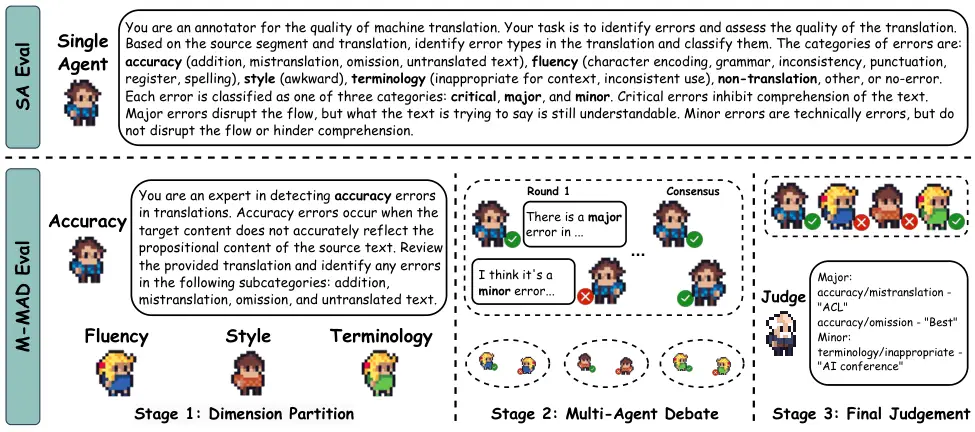 SA Eval
Single
Agent
You are an annotator for the quality of machine translation. Your task is to identify errors and assess the quality of the translation.
Based on the source segment and translation, identify error types in the translation and classify them. The categories of errors are:
accuracy (addition, mistranslation, omission, untranslated text), fluency (character encoding, grammar, inconsistency, punctuation,
register, spelling), style (awkward), terminology (inappropriate for context, inconsistent use), non-translation, other, or no-error.
Each error is classified as one of three categories: critical, major, and minor. Critical errors inhibit comprehension of the text.
Major errors disrupt the flow, but what the text is trying to say is still understandable. Minor errors are technically errors, but do
not disrupt the flow or hinder comprehension.
M-MAD Eval
Accuracy
You are an expert in detecting accuracy errors
in translations. Accuracy errors occur when the
target content does not accurately reflect the
propositional content of the source text. Review
the provided translation and identify any errors
in the following subcategories: addition,
mistranslation, omission, and untranslated text.
Fluency
Style
Terminology
Stage 1: Dimension Partition
Round 1
Consensus
There is a major
error in ...
...
I think it's a
minor error...
Stage 2: Multi-Agent Debate
Judge
Major:
accuracy/mistranslation -
"ACL"
accuracy/omission - "Best"
Minor:
terminology/inappropriate -
"AI conference"
Stage 3: Final Judgement